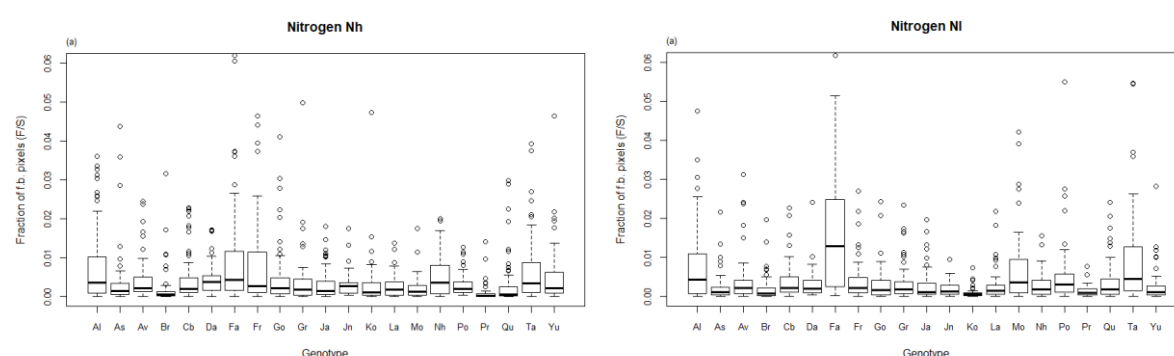 Nitrogen Nh
(a)
Fraction of f.b. pixels (F/S)
0.06
0.05
0.04
0.03
0.02
0.01
0.00
Al As Av Br Cb Da Fa Fr Go Gr Ja Jn Ko La Mo Nh Po Pr Qu Ta Yu
Genotype
Nitrogen Nl
(a)
Fraction of f.b. pixels (F/S)
0.06
0.05
0.04
0.03
0.02
0.01
0.00
Al As Av Br Cb Da Fa Fr Go Gr Ja Jn Ko La Mo Nh Po Pr Qu Ta Yu
Genotype